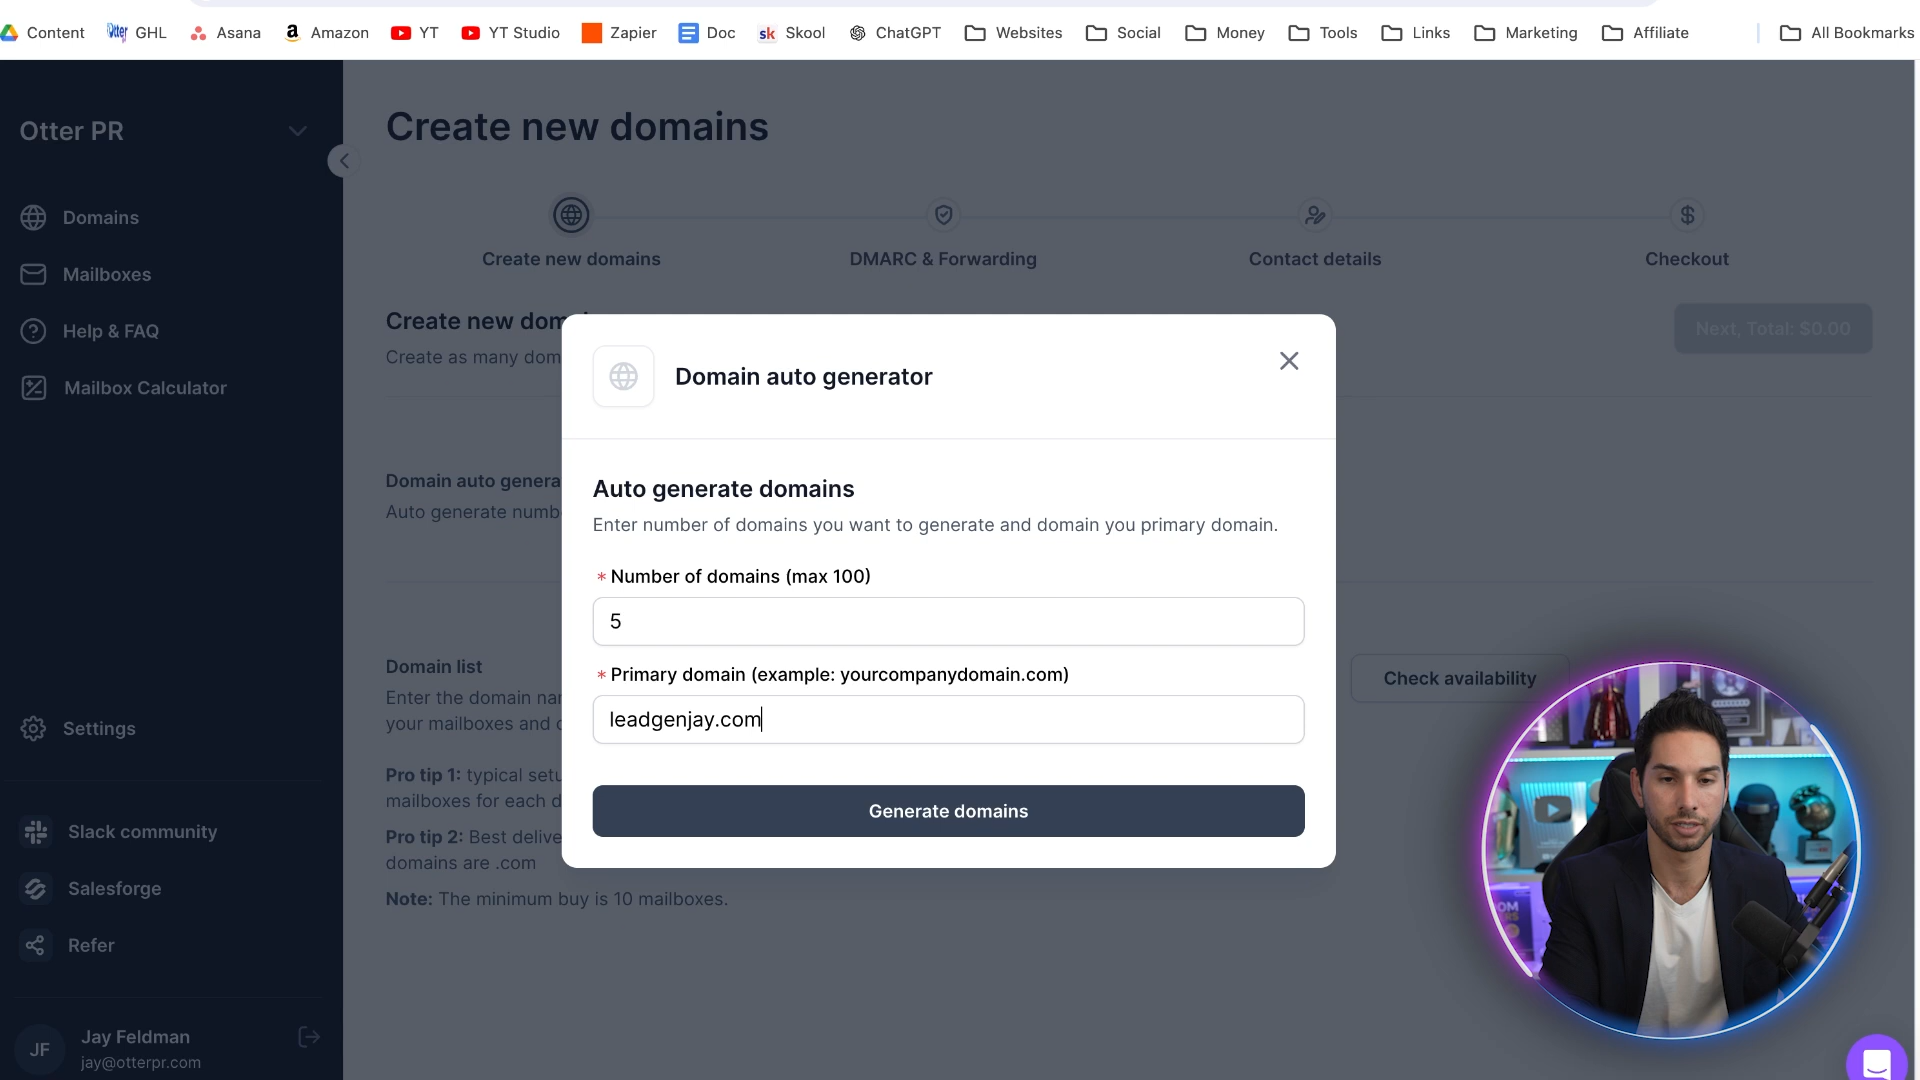 Content
GHL
Asana
Amazon
YT
YT Studio
Zapier
Doc
sk Skool
ChatGPT
Websites
Social
Money
Tools
Links
Marketing
Affiliate
All Bookmarks
Otter PR
Domains
Mailboxes
Help & FAQ
Mailbox Calculator
Settings
Slack community
Salesforge
Refer
JF
Jay Feldman
jay@otterpr.com
Create new domains
Create new domains
DMARC & Forwarding
Contact details
Checkout
Create new dom
Create as many dom
Next, Total: $0.00
Domain auto genera
Auto generate numb
Domain list
Enter the domain nar
your mailboxes and c
Check availability
Pro tip 1: typical setu
mailboxes for each d
Pro tip 2: Best delive
domains are .com
Note: The minimum buy is 10 mailboxes.
Domain auto generator
Auto generate domains
Enter number of domains you want to generate and domain you primary domain.
* Number of domains (max 100)
5
* Primary domain (example: yourcompanydomain.com)
leadgenjay.com
Generate domains